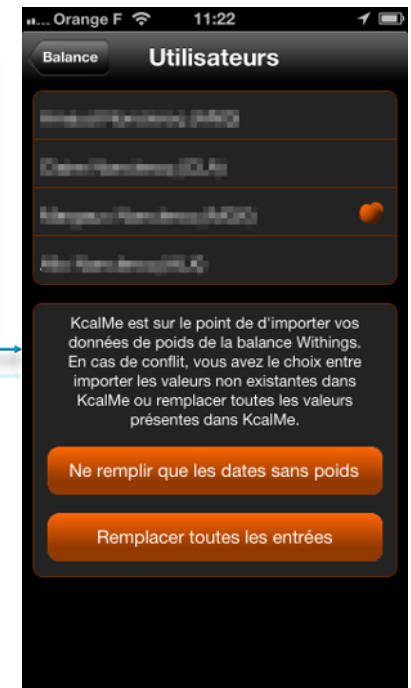 ... Orange F 11:22
Balance Utilisateurs
KcalMe est sur le point de d'importer vos
données de poids de la balance Withings.
En cas de conflit, vous avez le choix entre
importer les valeurs non existantes dans
KcalMe ou remplacer toutes les valeurs
présentes dans KcalMe.
Ne remplir que les dates sans poids
Remplacer toutes les entrées